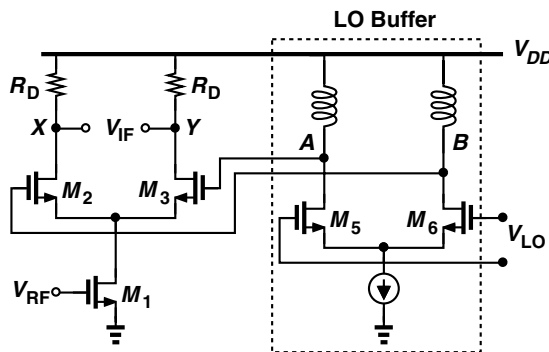 LO Buffer
V_DD
R_D
R_D
X
V_IF
Y
A
B
M_2
M_3
M_5
M_6
V_LO
V_RF
M_1